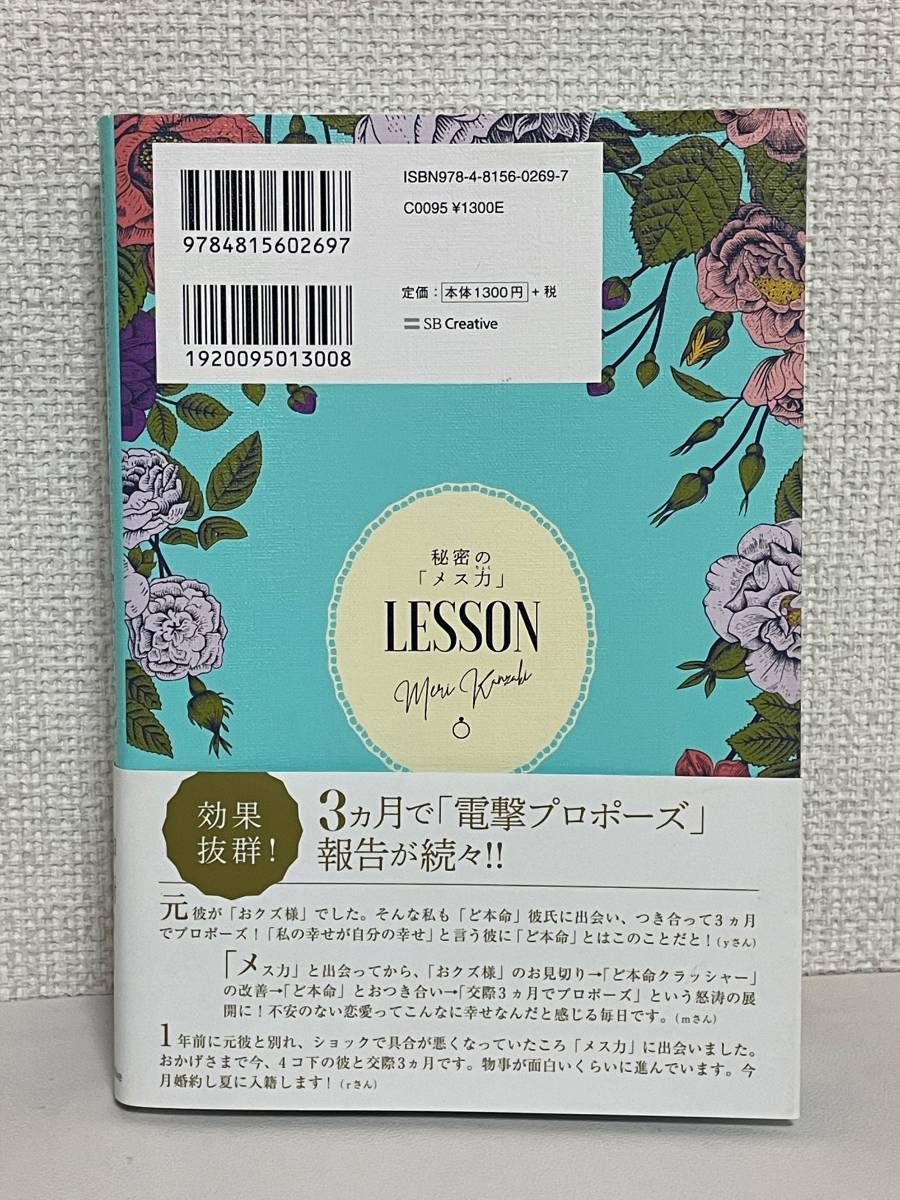 ISBN978-4-8156-0269-7
C0095 ¥1300E
9784815602697
定価：本体1300円＋税
1920095013008
SB Creative
秘密の
「メス力」
LESSON
Meri Kanzaki
効果
抜群！
3ヵ月で「電撃プロポーズ」
報告が続々!!
元彼が「おクズ様」でした。そんな私も「ど本命」彼氏に出会い、つき合って3ヵ月
でプロポーズ！「私の幸せが自分の幸せ」と言う彼に「ど本命」とはこのことだと！(yさん)
「メス力」と出会ってから、「おクズ様」のお見切り→「ど本命クラッシャー」
の改善→「ど本命」とおつき合い→「交際3ヵ月でプロポーズ」という怒涛の展
開に！不安のない恋愛ってこんなに幸せなんだと感じる毎日です。(mさん)
1年前に元彼と別れ、ショックで具合が悪くなっていたころ「メス力」に出会いました。
おかげさまで今、4コ下の彼と交際3ヵ月です。物事が面白いくらいに進んでいます。今
月婚約し夏に入籍します！(rさん)